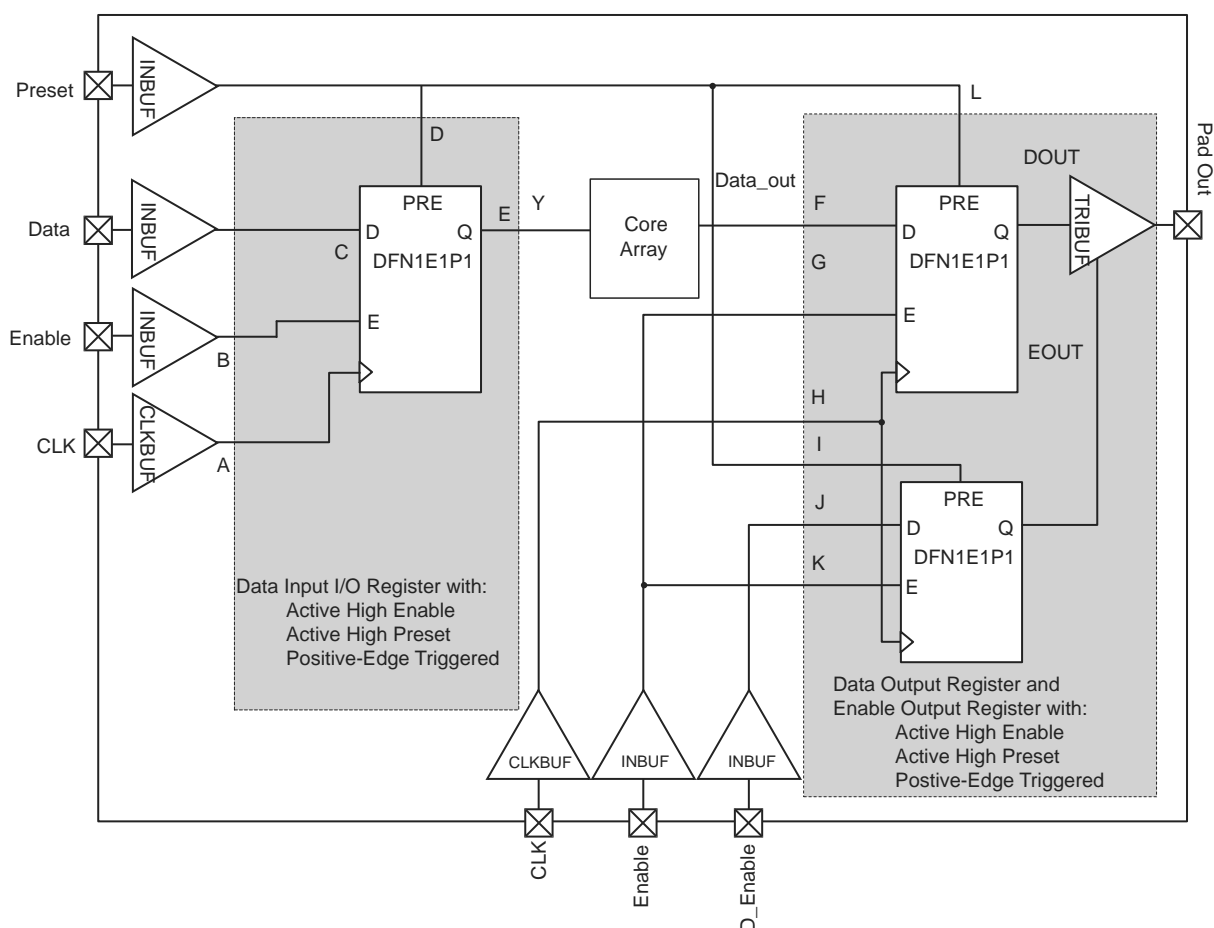 Preset
INBUF
L
D
Pad Out
DOUT
Data_out
PRE
PRE
TRIBUF
Data
INBUF
D
Q
E
Y
Core
Array
F
D
Q
C
DFN1E1P1
G
DFN1E1P1
Enable
INBUF
B
E
E
EOUT
CLK
CLKBUF
A
H
I
PRE
J
D
Q
DFN1E1P1
K
E
Data Input I/O Register with:
Active High Enable
Active High Preset
Positive-Edge Triggered
Data Output Register and
Enable Output Register with:
Active High Enable
Active High Preset
Postive-Edge Triggered
CLKBUF
INBUF
INBUF
CLK
Enable
D_Enable